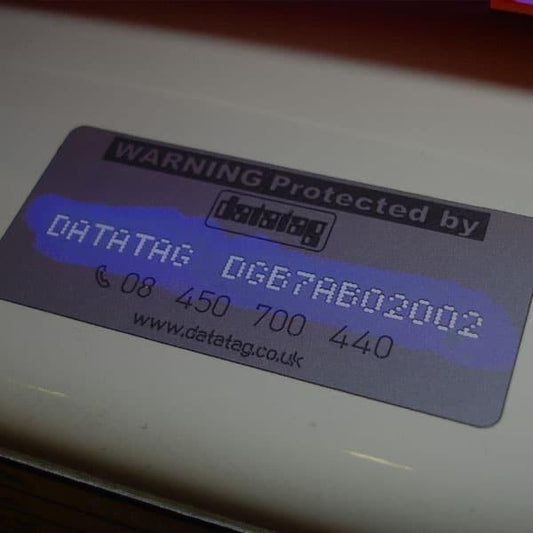 WARNING Protected by
datatag
DATATAG DGB7AB02002
08 450 700 440
www.datatag.co.uk